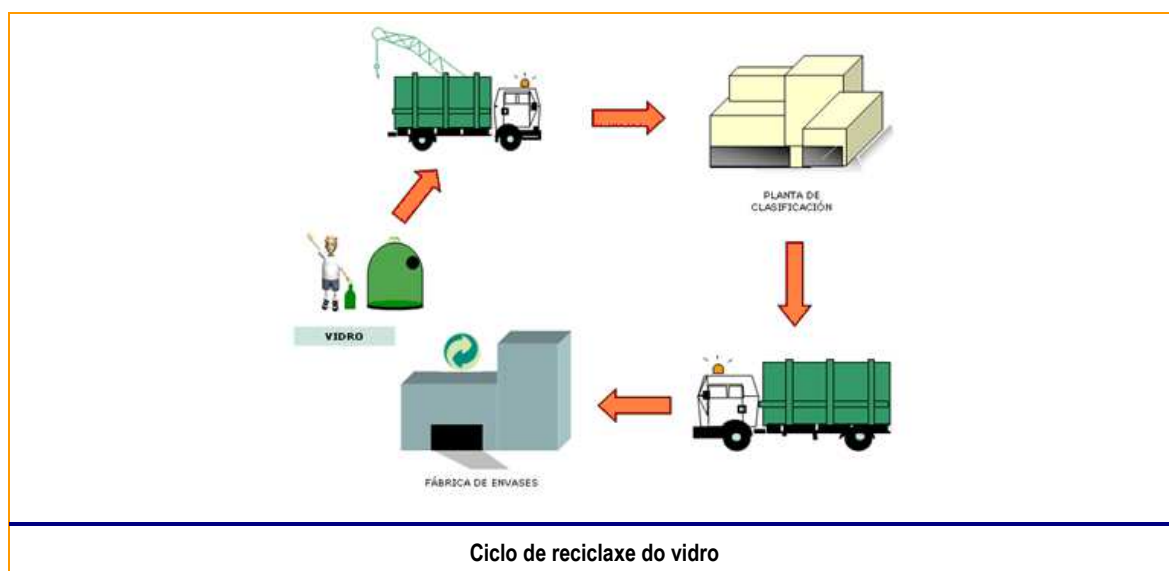 PLANTA DE
CLASIFICACIÓN
VIDRO
FÁBRICA DE ENVASES
Ciclo de reciclaxe do vidro